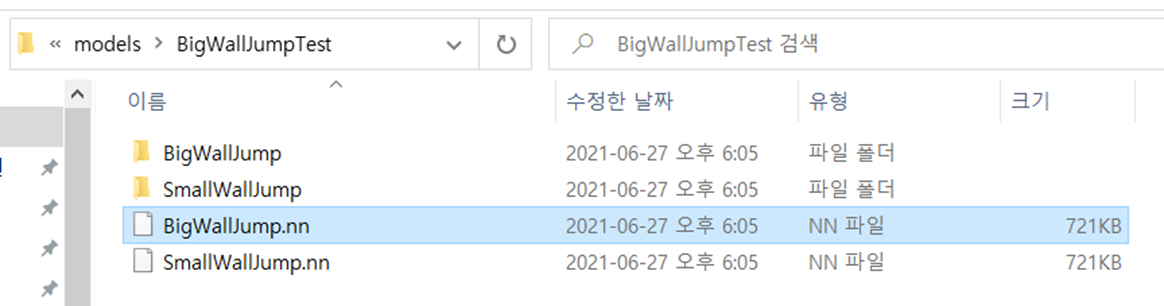 « models > BigWallJumpTest BigWallJumpTest 검색
이름 수정한 날짜 유형 크기
BigWallJump 2021-06-27 오후 6:05 파일 폴더
SmallWallJump 2021-06-27 오후 6:05 파일 폴더
BigWallJump.nn 2021-06-27 오후 6:05 NN 파일 721KB
SmallWallJump.nn 2021-06-27 오후 6:05 NN 파일 721KB